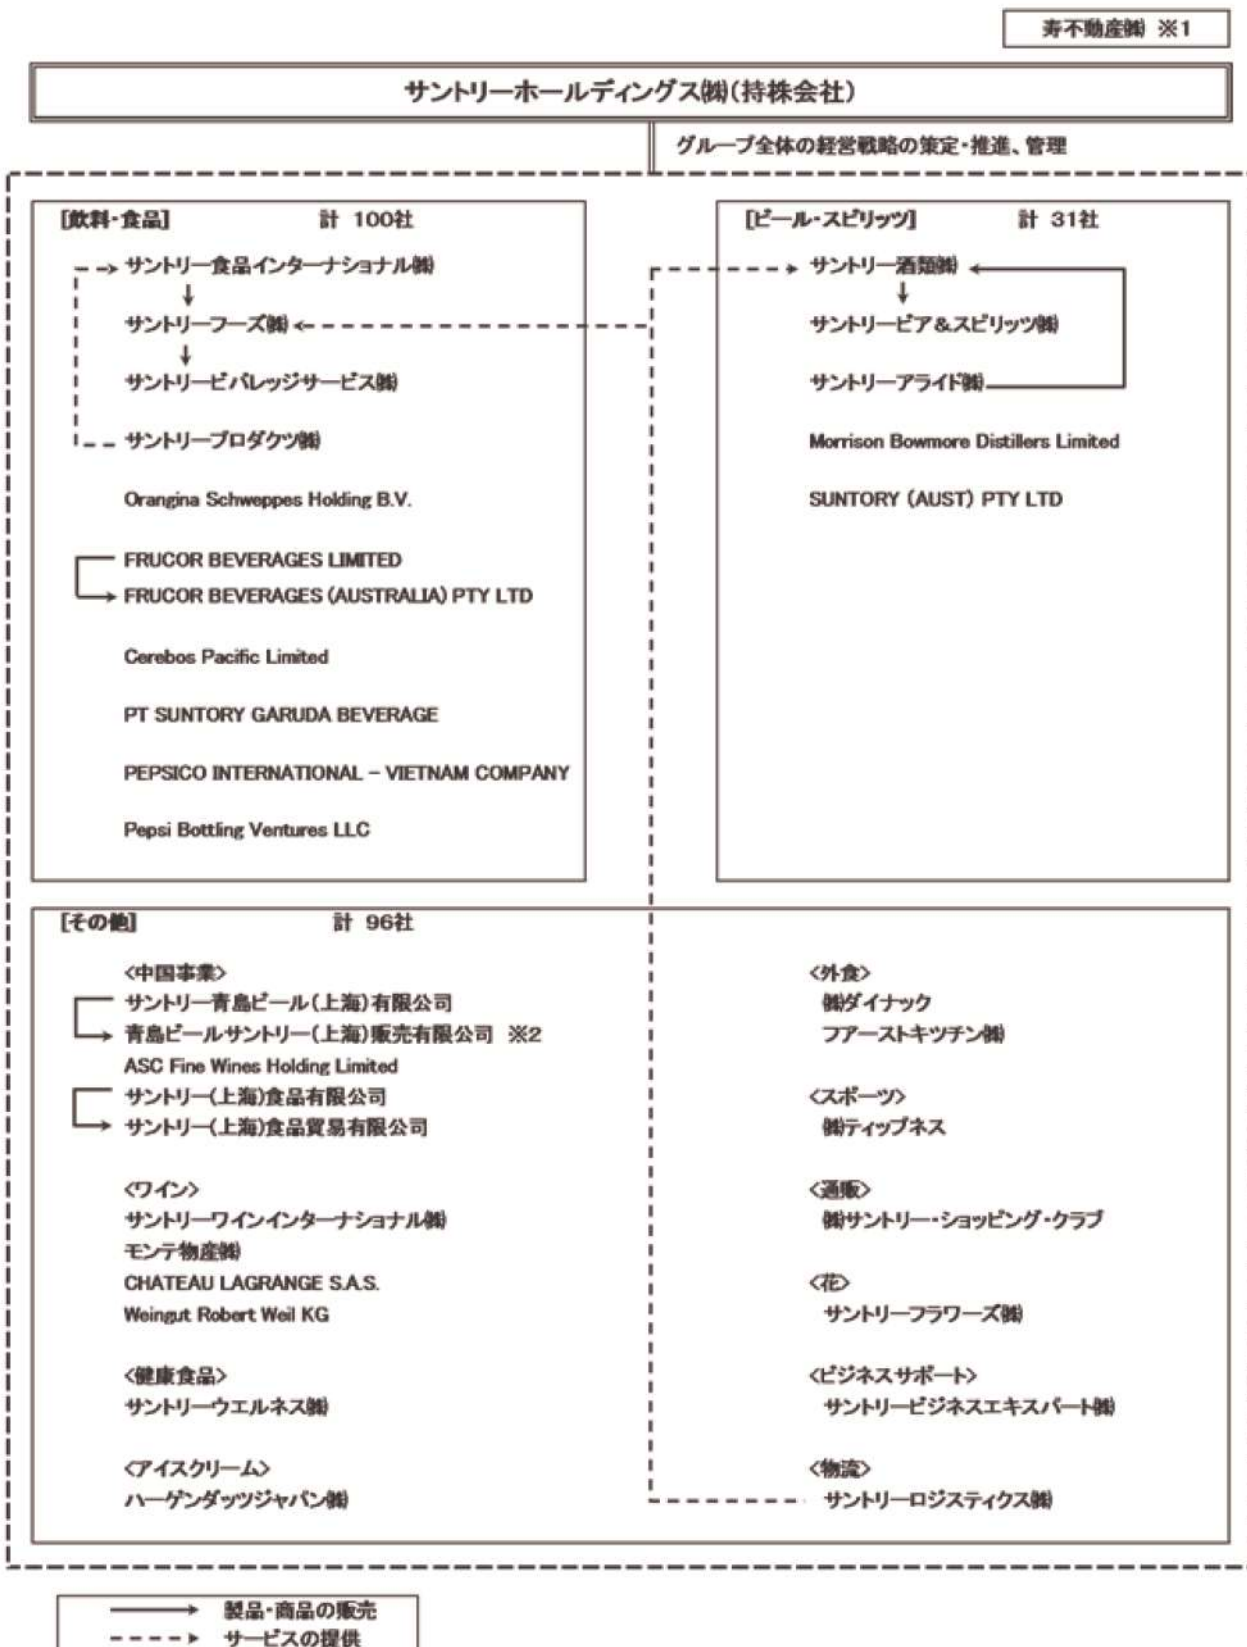 寿不動産㈱ ※1
サントリーホールディングス㈱(持株会社)
グループ全体の経営戦略の策定・推進、管理
[飲料・食品] 計 100社
サントリー食品インターナショナル㈱
サントリーフーズ㈱
サントリービバレッジサービス㈱
サントリープロダクツ㈱
Orangina Schweppes Holding B.V.
FRUCOR BEVERAGES LIMITED
FRUCOR BEVERAGES (AUSTRALIA) PTY LTD
Cerebos Pacific Limited
PT SUNTORY GARUDA BEVERAGE
PEPSICO INTERNATIONAL - VIETNAM COMPANY
Pepsi Bottling Ventures LLC
[ビール・スピリッツ] 計 31社
サントリー酒類㈱
サントリービア&スピリッツ㈱
サントリーアライド㈱
Morrison Bowmore Distillers Limited
SUNTORY (AUST) PTY LTD
[その他] 計 96社
<中国事業>
サントリー青島ビール(上海)有限公司
青島ビールサントリー(上海)販売有限公司 ※2
ASC Fine Wines Holding Limited
サントリー(上海)食品有限公司
サントリー(上海)食品貿易有限公司
<ワイン>
サントリーワインインターナショナル㈱
モンテ物産㈱
CHATEAU LAGRANGE S.A.S.
Weingut Robert Weil KG
<健康食品>
サントリーウエルネス㈱
<アイスクリーム>
ハーゲンダッツジャパン㈱
<外食>
㈱ダイナック
フアーストキツチン㈱
<スポーツ>
㈱ティップネス
<通販>
㈱サントリー・ショッピング・クラブ
<花>
サントリーフラワーズ㈱
<ビジネスサポート>
サントリービジネスエキスパート㈱
<物流>
サントリーロジスティクス㈱
製品・商品の販売
サービスの提供